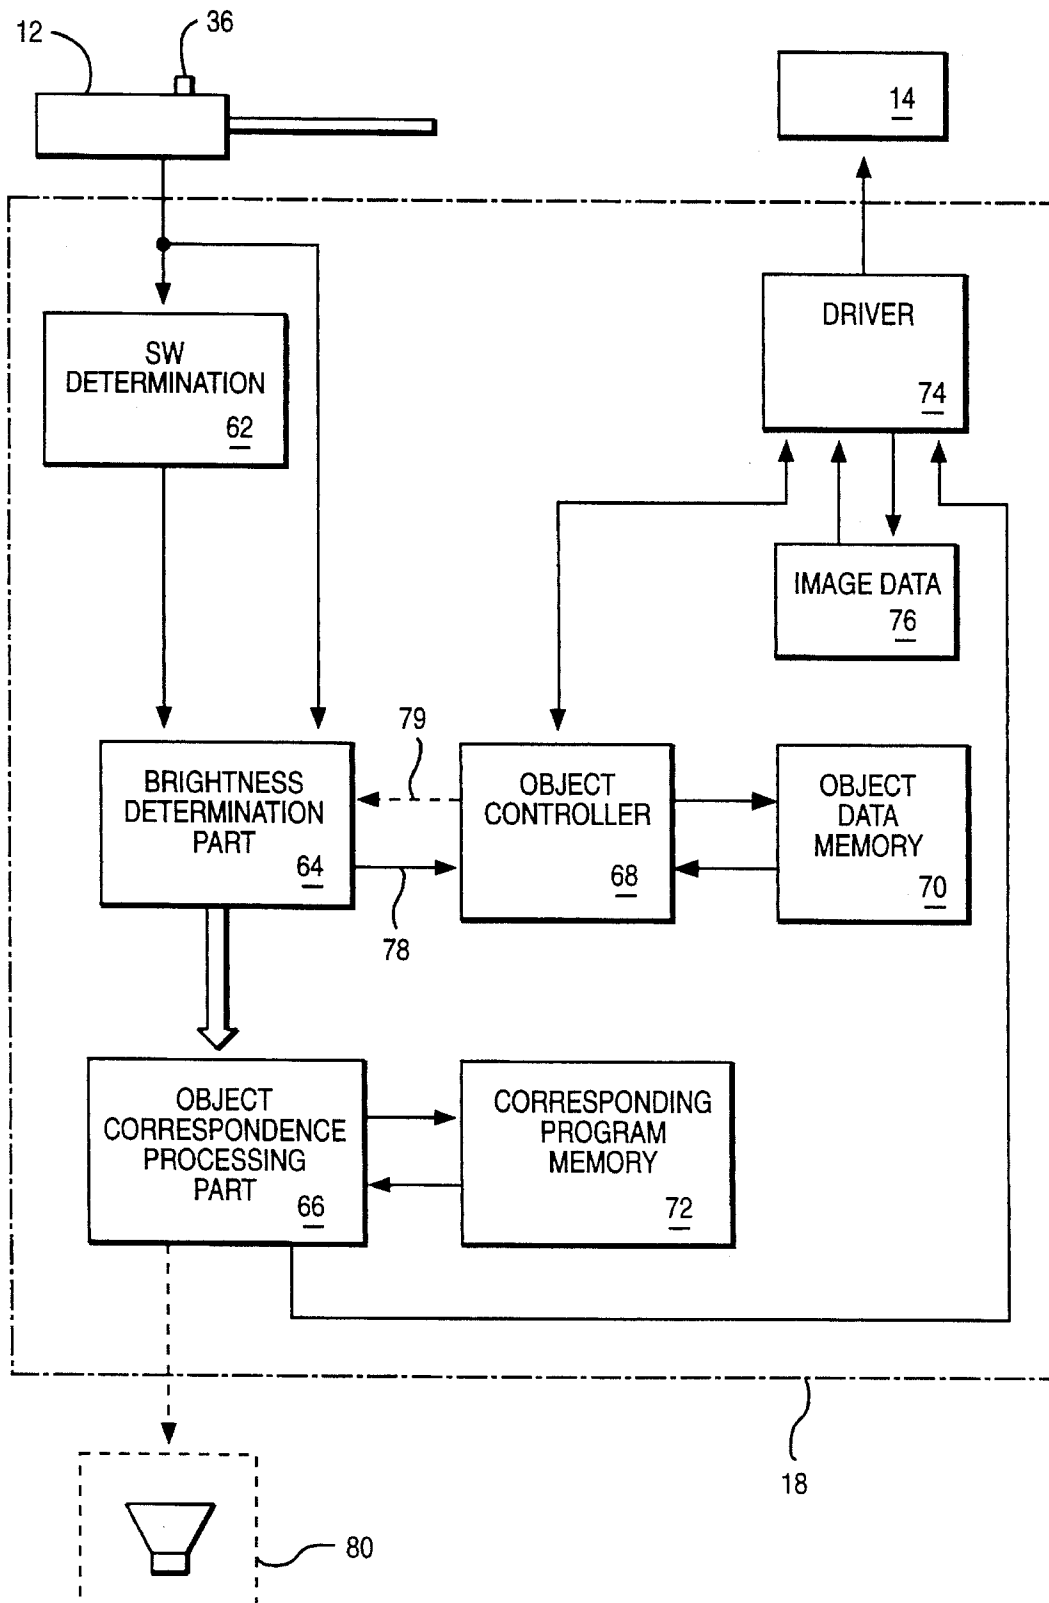 36
12
14
DRIVER
74
SW
DETERMINATION
62
IMAGE DATA
76
79
BRIGHTNESS
DETERMINATION
PART
64
OBJECT
CONTROLLER
68
OBJECT
DATA
MEMORY
70
78
OBJECT
CORRESPONDENCE
PROCESSING
PART
66
CORRESPONDING
PROGRAM
MEMORY
72
18
80